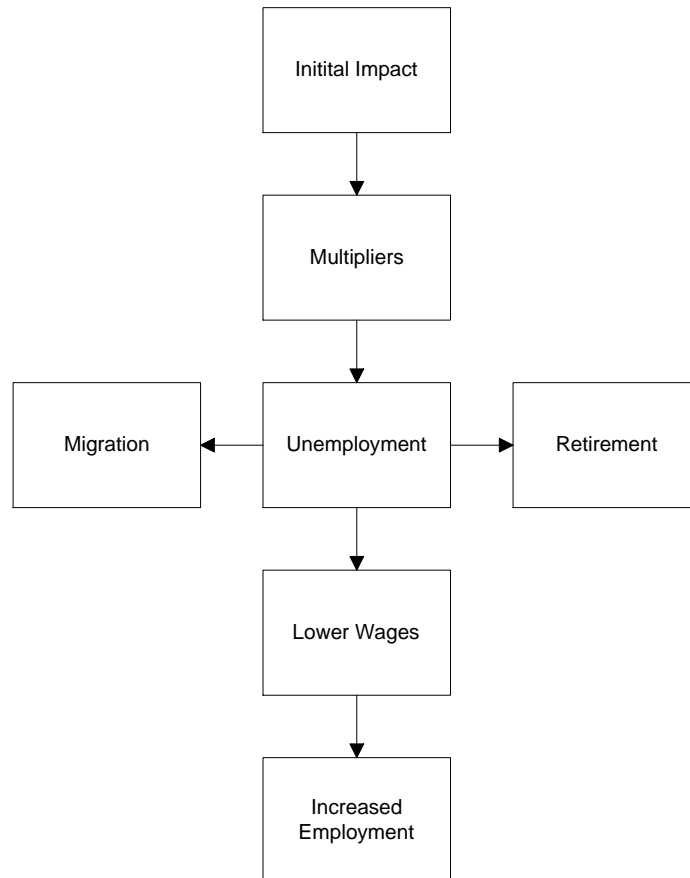 Initital Impact
Multipliers
Migration
Unemployment
Retirement
Lower Wages
Increased
Employment